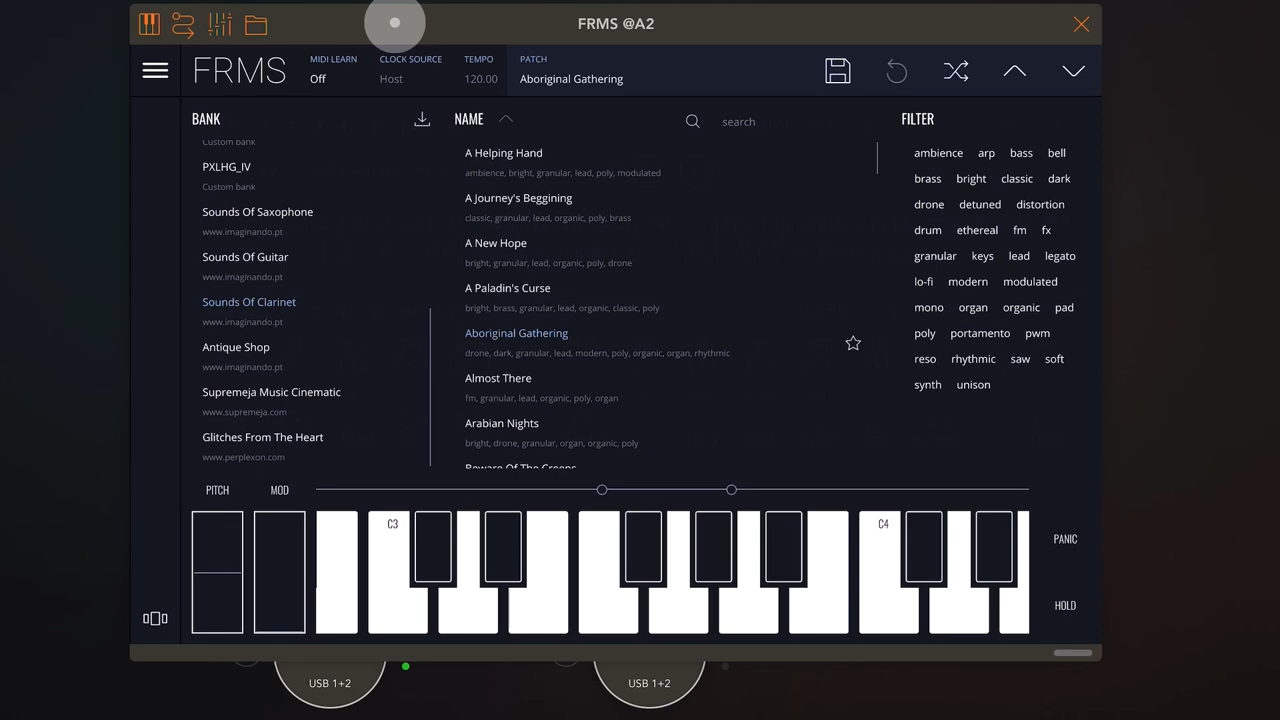 FRMS @A2
FRMS
MIDI LEARN
Off
CLOCK SOURCE
Host
TEMPO
120.00
PATCH
Aboriginal Gathering
BANK
Custom bank
PXLHG_IV
Custom bank
Sounds Of Saxophone
www.imaginando.pt
Sounds Of Guitar
www.imaginando.pt
Sounds Of Clarinet
www.imaginando.pt
Antique Shop
www.imaginando.pt
Supremeja Music Cinematic
www.supremeja.com
Glitches From The Heart
www.perplexon.com
NAME
search
A Helping Hand
ambience, bright, granular, lead, poly, modulated
A Journey's Beggining
classic, granular, lead, organic, poly, brass
A New Hope
bright, granular, lead, organic, poly, drone
A Paladin's Curse
bright, brass, granular, lead, organic, classic, poly
Aboriginal Gathering
drone, dark, granular, lead, modern, poly, organic, organ, rhythmic
Almost There
fm, granular, lead, organic, poly, organ
Arabian Nights
bright, drone, granular, organ, organic, poly
Beware Of The Creeps
FILTER
ambience arp bass bell
brass bright classic dark
drone detuned distortion
drum ethereal fm fx
granular keys lead legato
lo-fi modern modulated
mono organ organic pad
poly portamento pwm
reso rhythmic saw soft
synth unison
PITCH
MOD
C3
C4
PANIC
HOLD
USB 1+2
USB 1+2